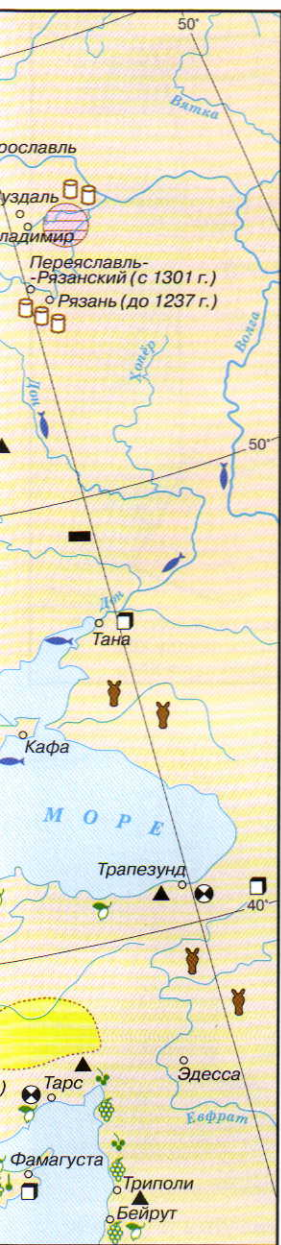 50°
Вятка
рославль
уздаль
ладимир
Переяславль-
-Рязанский (с 1301 г.)
Рязань (до 1237 г.)
Хопёр
Волга
Дон
50°
Дон
Тана
Кафа
МОРЕ
Трапезунд
40°
Эдесса
)
Тарс
Евфрат
Фамагуста
Триполи
Бейрут